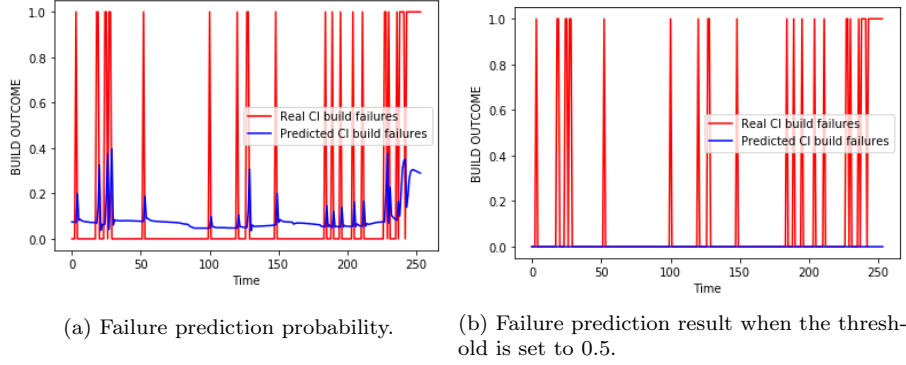 1.0
0.8
0.6
0.4
0.2
0.0
BUILD OUTCOME
Real CI build failures
Predicted CI build failures
0 50 100 150 200 250
Time
(a) Failure prediction probability.
1.0
0.8
0.6
0.4
0.2
0.0
BUILD OUTCOME
Real CI build failures
Predicted CI build failures
0 50 100 150 200 250
Time
(b) Failure prediction result when the thresh-
old is set to 0.5.